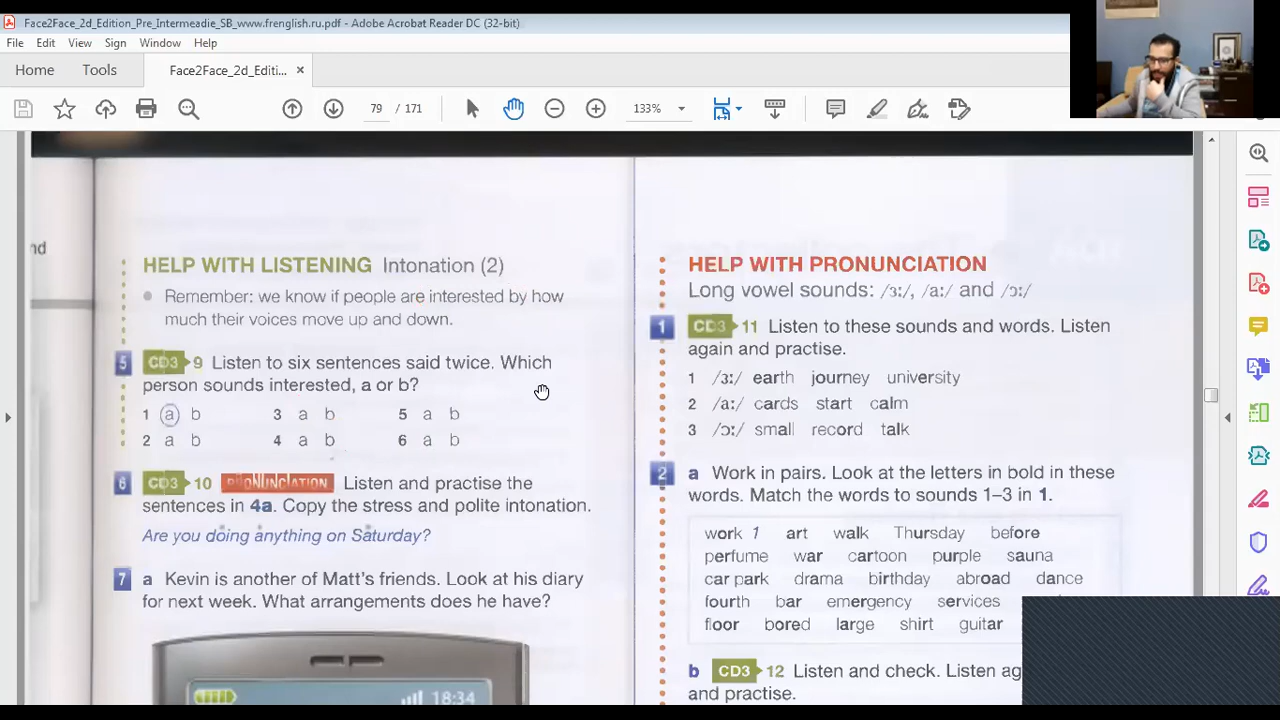 Face2Face_2d_Edition_Pre_Intermeadie_SB_www.frenglish.ru.pdf - Adobe Acrobat Reader DC (32-bit)
File Edit View Sign Window Help
Home Tools Face2Face_2d_Editi... ×
79 / 171 133%
nd
HELP WITH LISTENING Intonation (2)
Remember: we know if people are interested by how
much their voices move up and down.
5 CD3 9 Listen to six sentences said twice. Which
person sounds interested, a or b?
1 a b 3 a b 5 a b
2 a b 4 a b 6 a b
6 CD3 10 PRONUNCIATION Listen and practise the
sentences in 4a. Copy the stress and polite intonation.
Are you doing anything on Saturday?
7 a Kevin is another of Matt's friends. Look at his diary
for next week. What arrangements does he have?
18:34
HELP WITH PRONUNCIATION
Long vowel sounds: /ɜː/, /ɑː/ and /ɔː/
1 CD3 11 Listen to these sounds and words. Listen
again and practise.
1 /ɜː/ earth journey university
2 /ɑː/ cards start calm
3 /ɔː/ small record talk
2 a Work in pairs. Look at the letters in bold in these
words. Match the words to sounds 1–3 in 1.
work 1 art walk Thursday before
perfume war cartoon purple sauna
car park drama birthday abroad dance
fourth bar emergency services
floor bored large shirt guitar
b CD3 12 Listen and check. Listen ag
and practise.